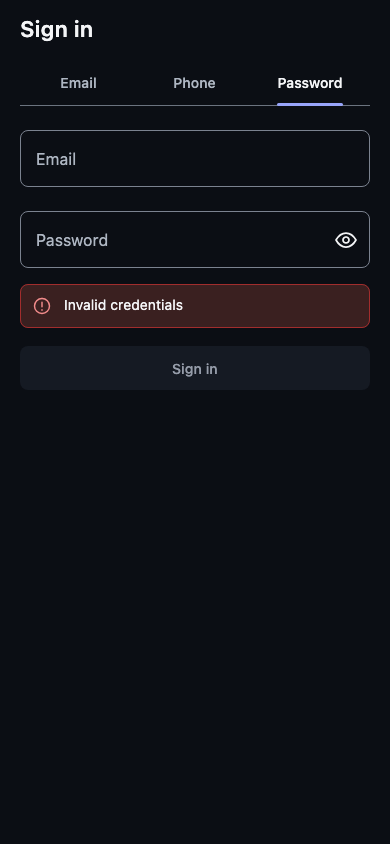 Sign in
Email Phone Password
Email
Password
Invalid credentials
Sign in